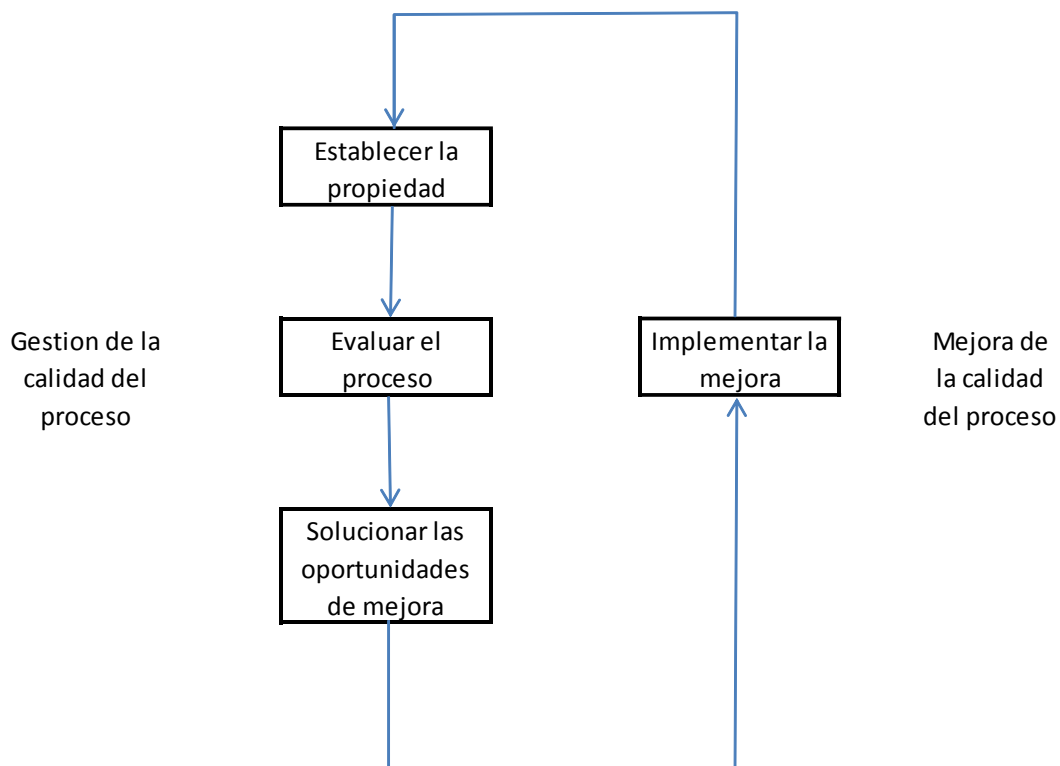 Establecer la
propiedad
Gestion de la
calidad del
proceso
Evaluar el
proceso
Implementar la
mejora
Mejora de
la calidad
del proceso
Solucionar las
oportunidades
de mejora